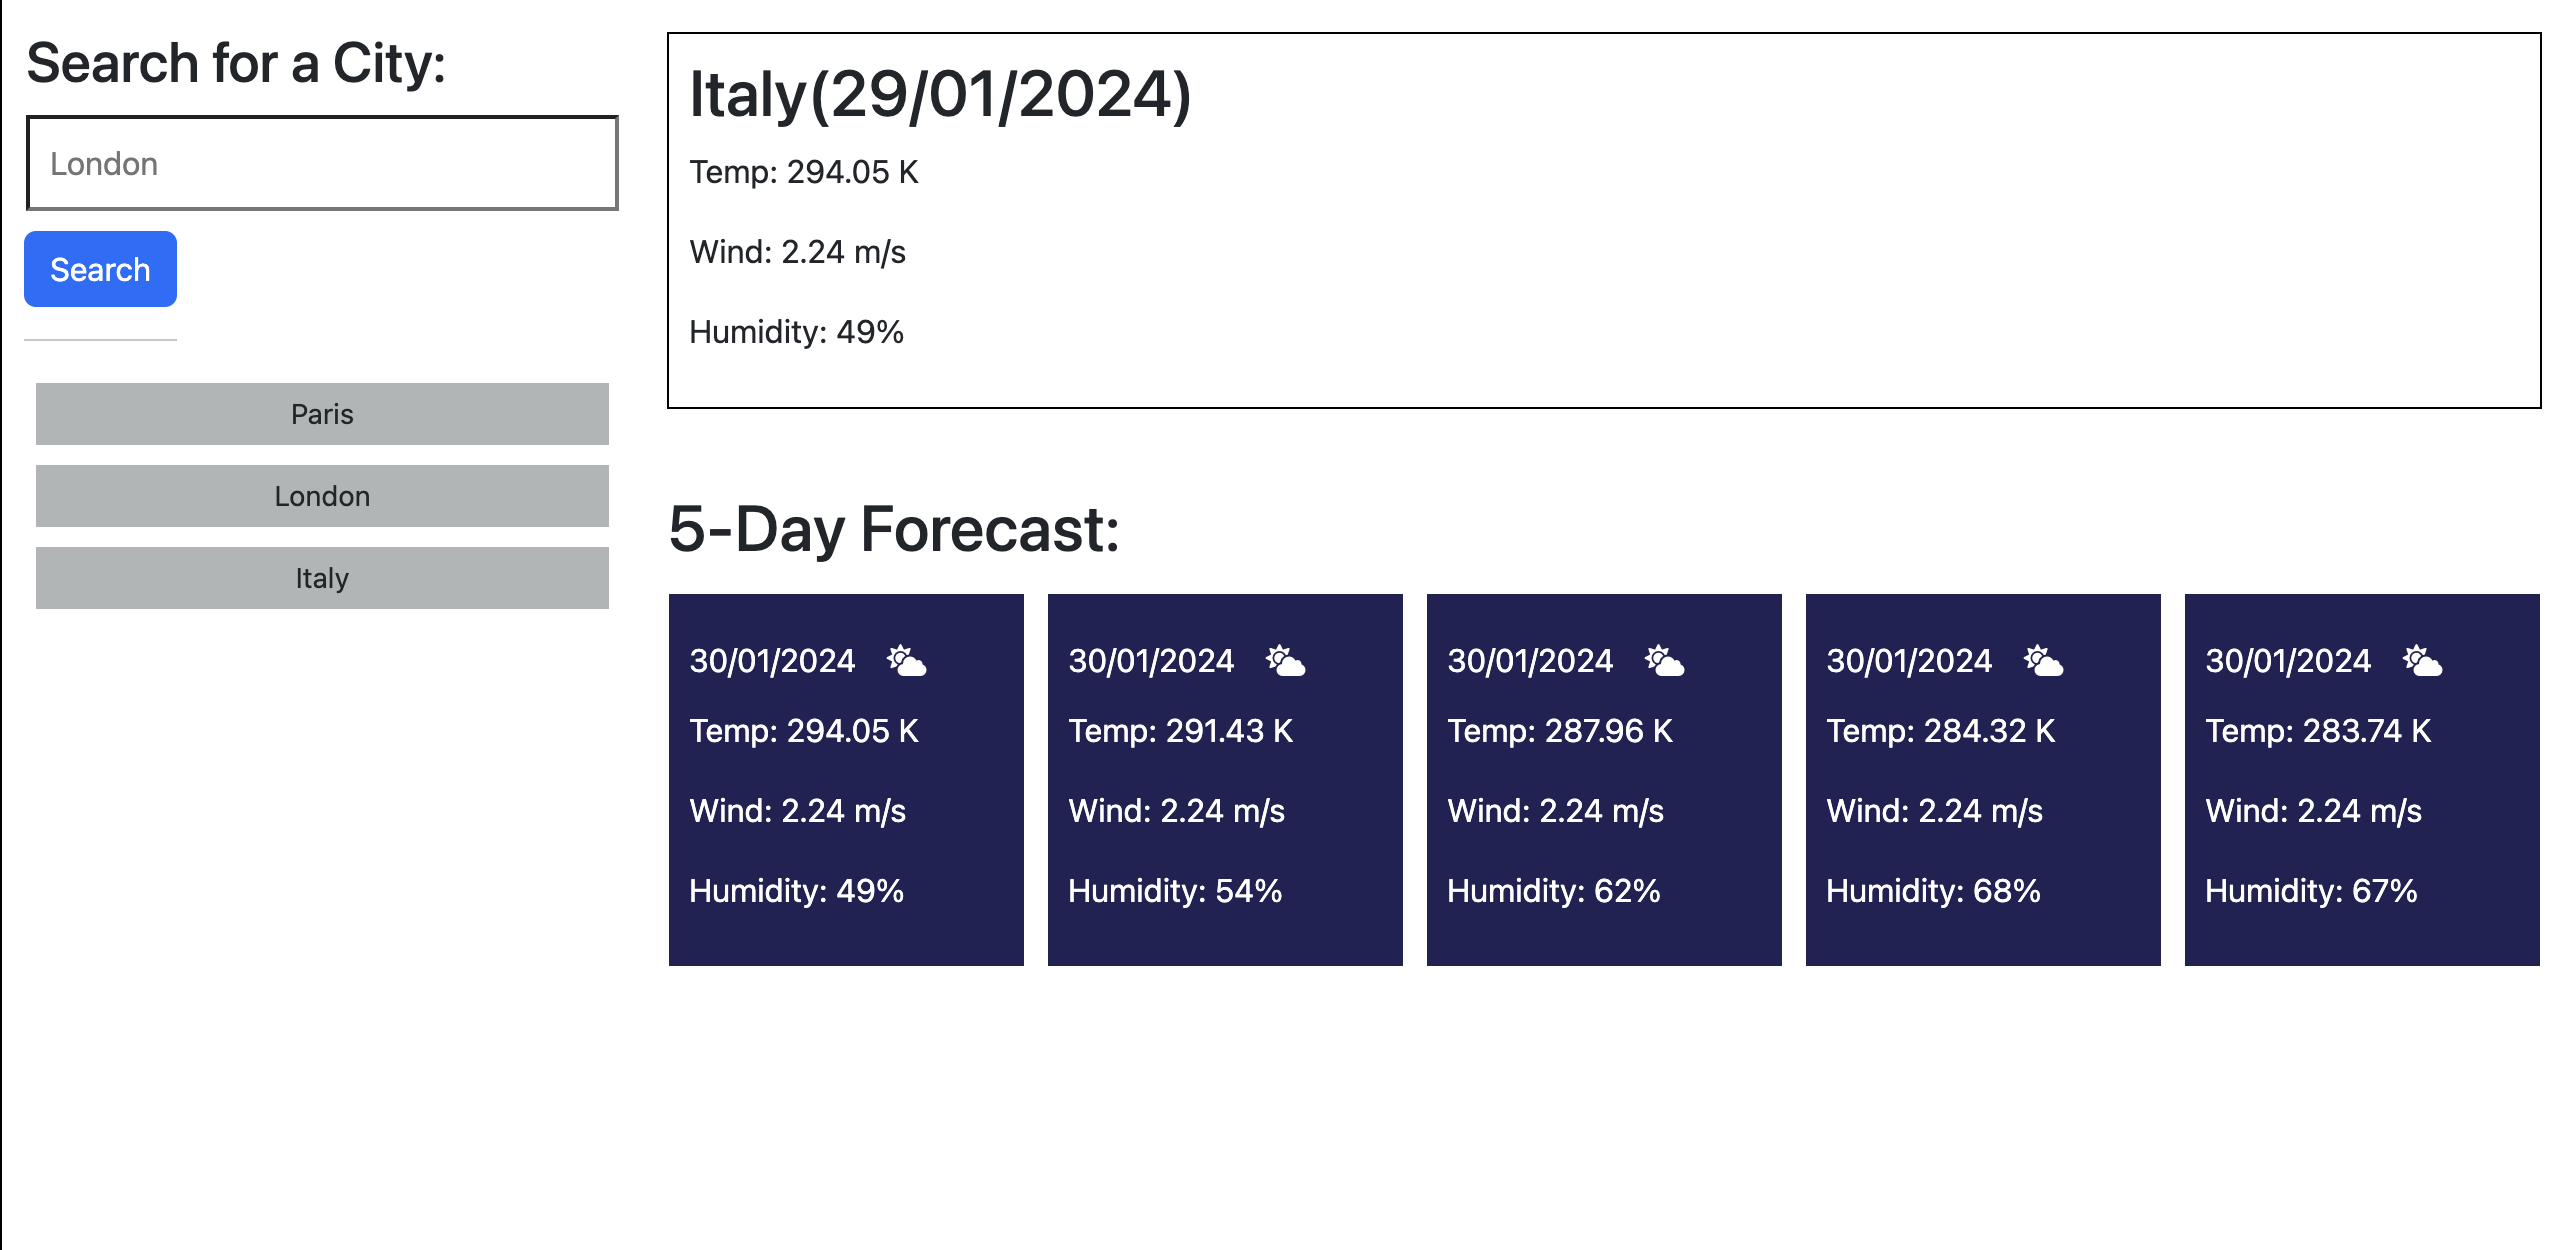 Search for a City:
London
Search
Paris
London
Italy
Italy(29/01/2024)
Temp: 294.05 K
Wind: 2.24 m/s
Humidity: 49%
5-Day Forecast:
30/01/2024
Temp: 294.05 K
Wind: 2.24 m/s
Humidity: 49%
30/01/2024
Temp: 291.43 K
Wind: 2.24 m/s
Humidity: 54%
30/01/2024
Temp: 287.96 K
Wind: 2.24 m/s
Humidity: 62%
30/01/2024
Temp: 284.32 K
Wind: 2.24 m/s
Humidity: 68%
30/01/2024
Temp: 283.74 K
Wind: 2.24 m/s
Humidity: 67%